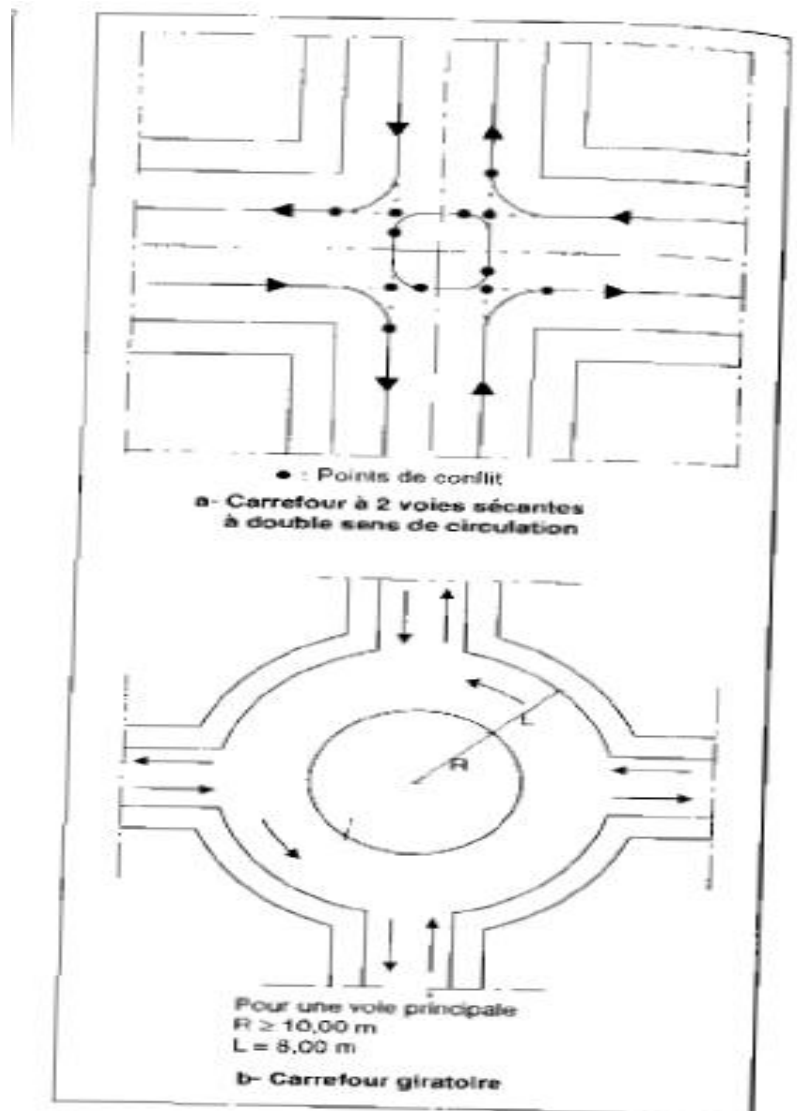 ● : Points de conflit
a- Carrefour à 2 voies sécantes
à double sens de circulation
L
R
Pour une voie principale
R ≥ 10,00 m
L = 8,00 m
b- Carrefour giratoire